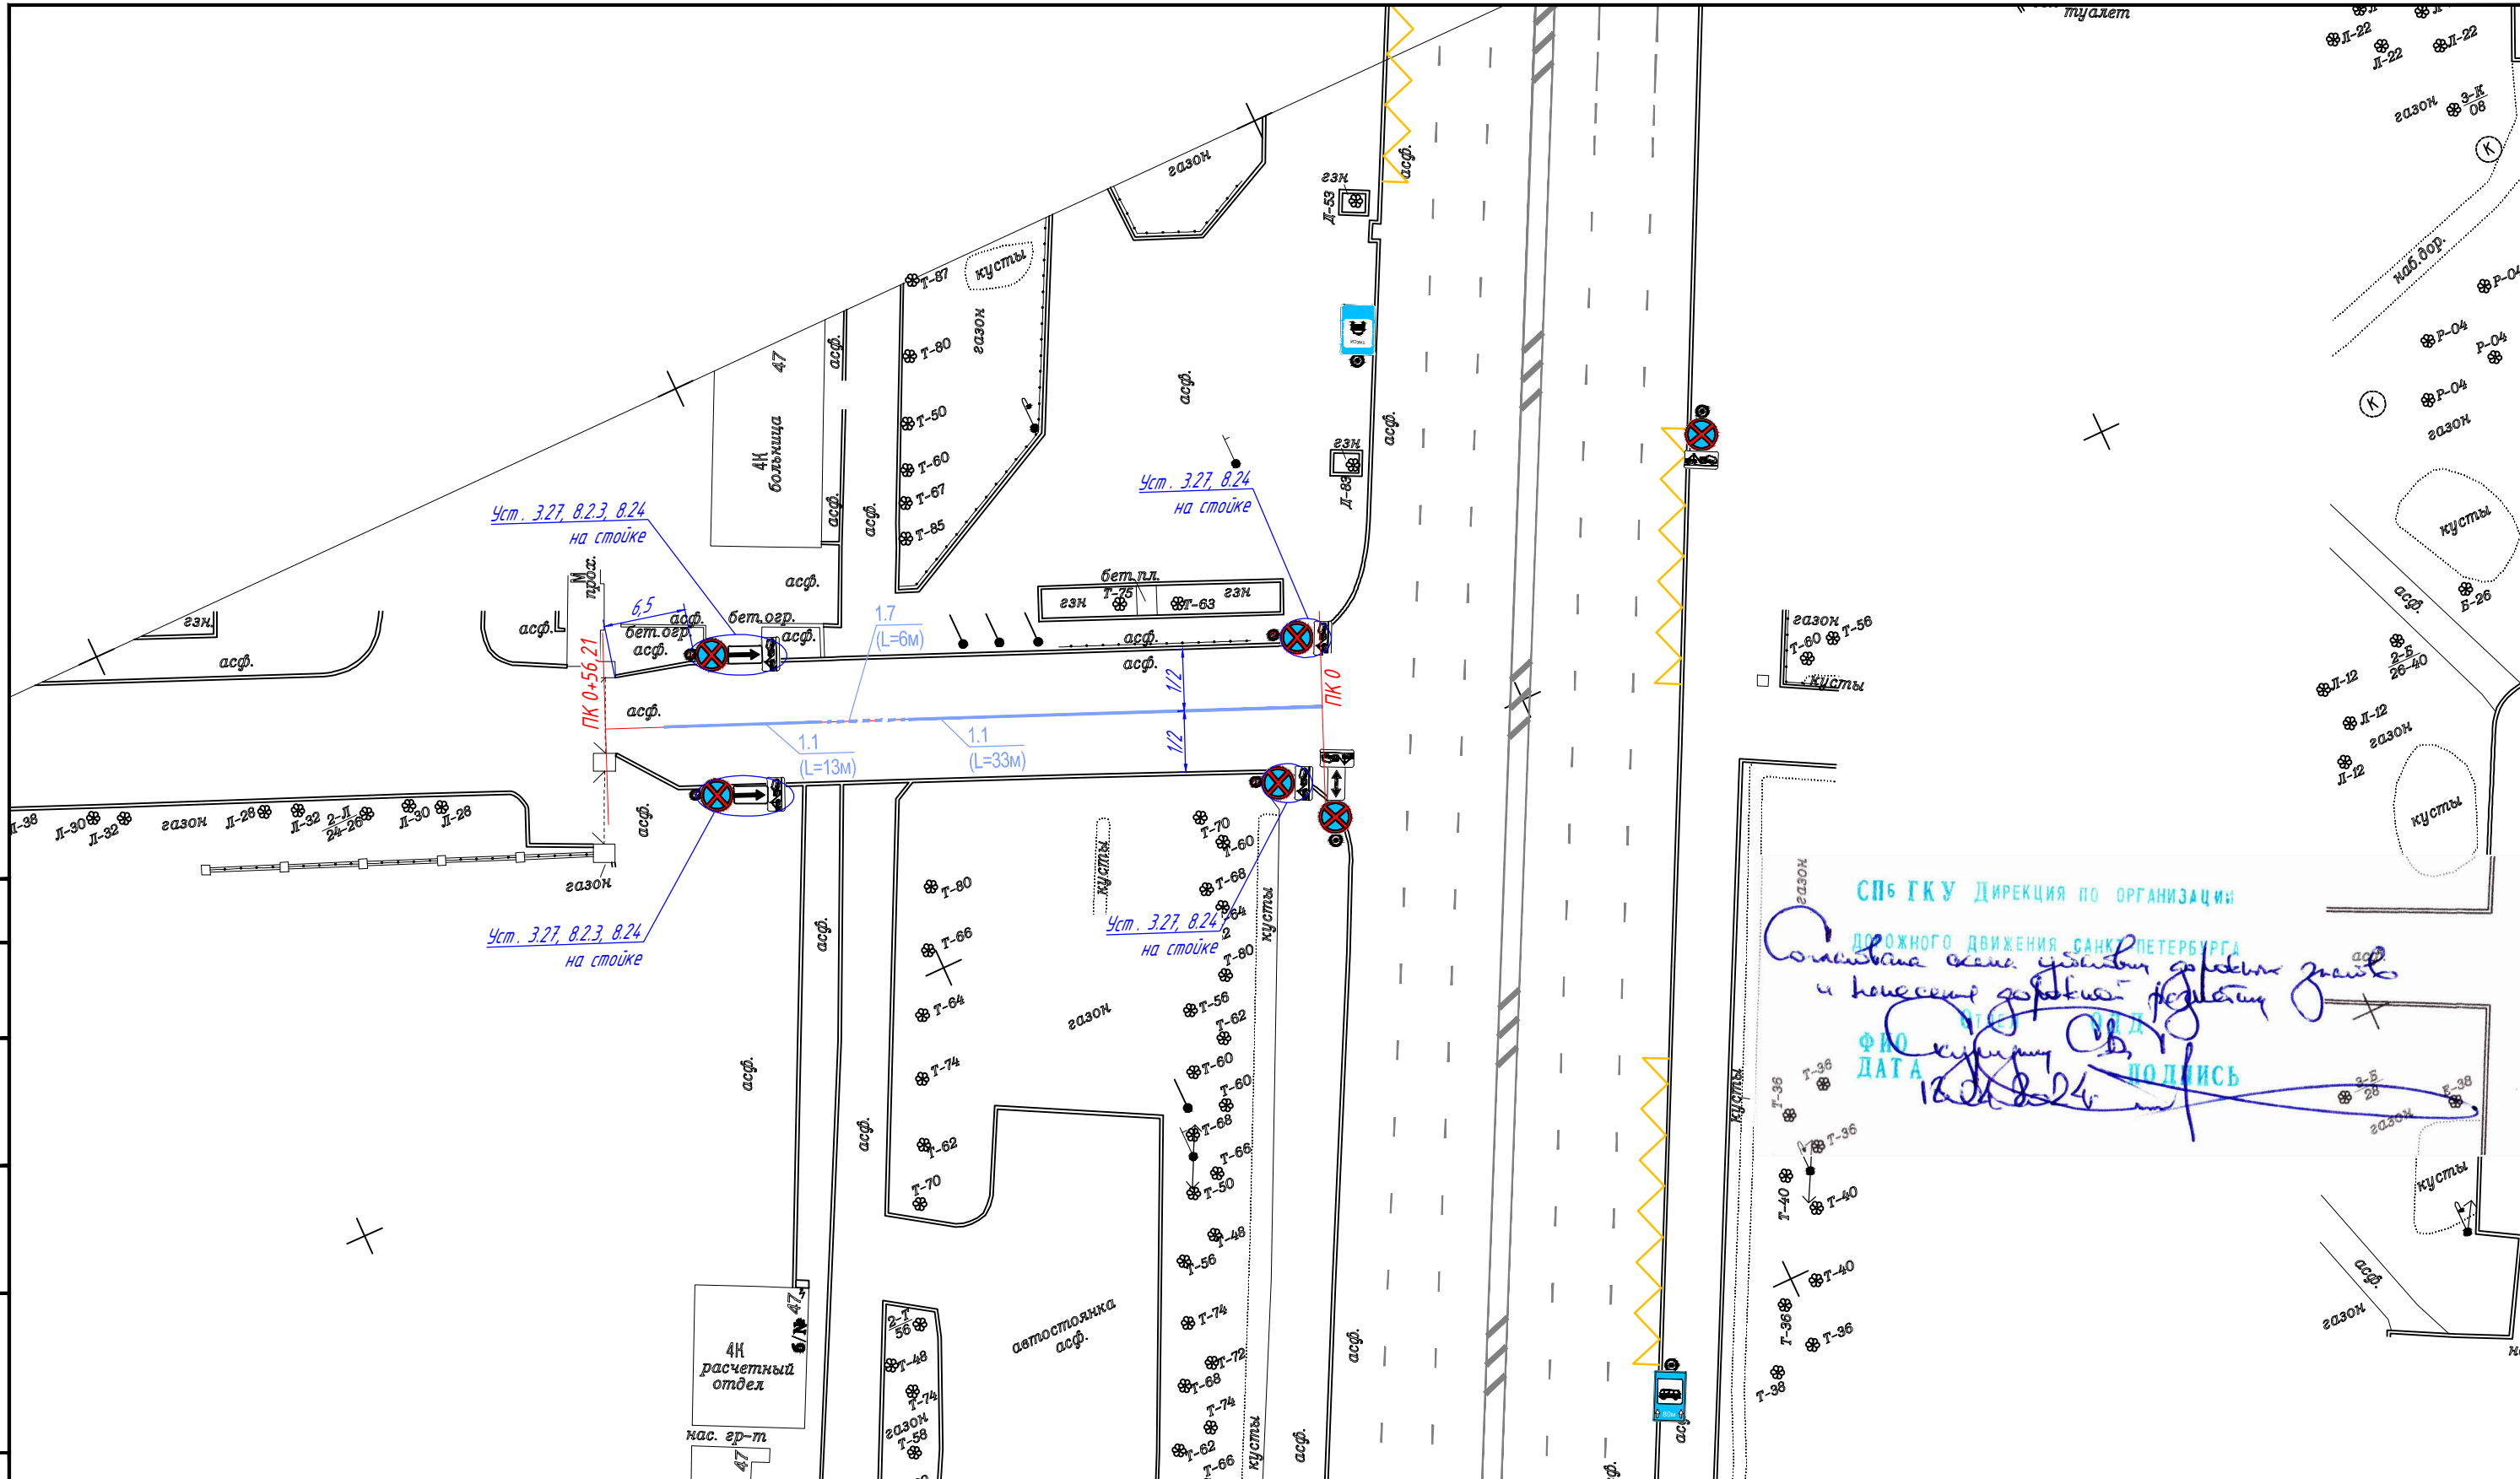 туалет
Л-22
Л-22
Л-22
газон
3-К
08
К
наб.дор.
Р-04
Р-04
Р-04
Р-04
газон
К
кусты
Б-26
асф.
газон
гзн
Д-53
асф.
Т-87
кусты
Т-80
газон
47
асф.
4Н
больница
Т-50
Т-60
Т-67
Т-85
асф.
асф.
асф.
асф.
гзн
Д-83
Уст. 3.27, 8.24
на стойке
Уст. 3.27, 8.2.3, 8.24
на стойке
М
прох.
6,5
асф.
бет.огр.
асф.
бет.огр.
асф.
асф.
1.7
(L=6м)
бет.пл.
гзн
Т-75
Т-63
гзн
асф.
асф.
гзн.
асф.
асф.
ПК 0+56,21
асф.
1/2
1/2
ПК 0
1.1
(L=13м)
1.1
(L=33м)
газон
Т-60
Т-56
кусты
2-Б
26-40
Л-12
Л-12
Л-12
газон
кусты
Л-38
Л-30
Л-32
газон
Л-28
Л-32
2-Л
24-26
Л-30
Л-28
асф.
газон
Уст. 3.27, 8.2.3, 8.24
на стойке
Уст. 3.27, 8.24
на стойке
Т-80
Т-66
Т-64
Т-74
Т-62
Т-70
асф.
асф.
асф.
кусты
газон
Т-70
Т-60
Т-68
кусты
Т-80
Т-56
Т-62
Т-60
Т-60
Т-68
Т-66
Т-50
Т-48
Т-56
Т-74
Т-72
Т-68
Т-74
Т-62
Т-66
кусты
асф.
асф.
автостоянка
асф.
2-Т
56
Т-48
Т-74
газон
Т-58
б/№ 47
4Н
расчетный
отдел
нас. гр-т
47
газон
СПб ГКУ ДИРЕКЦИЯ ПО ОРГАНИЗАЦИИ
ДОРОЖНОГО ДВИЖЕНИЯ САНКТ-ПЕТЕРБУРГА
асф.
ФИО
ДАТА
ПОДПИСЬ
кусты
Т-36
Т-36
Т-36
Т-40
Т-40
Т-40
Т-36
Т-36
Т-38
газон
кусты
асф.
газон